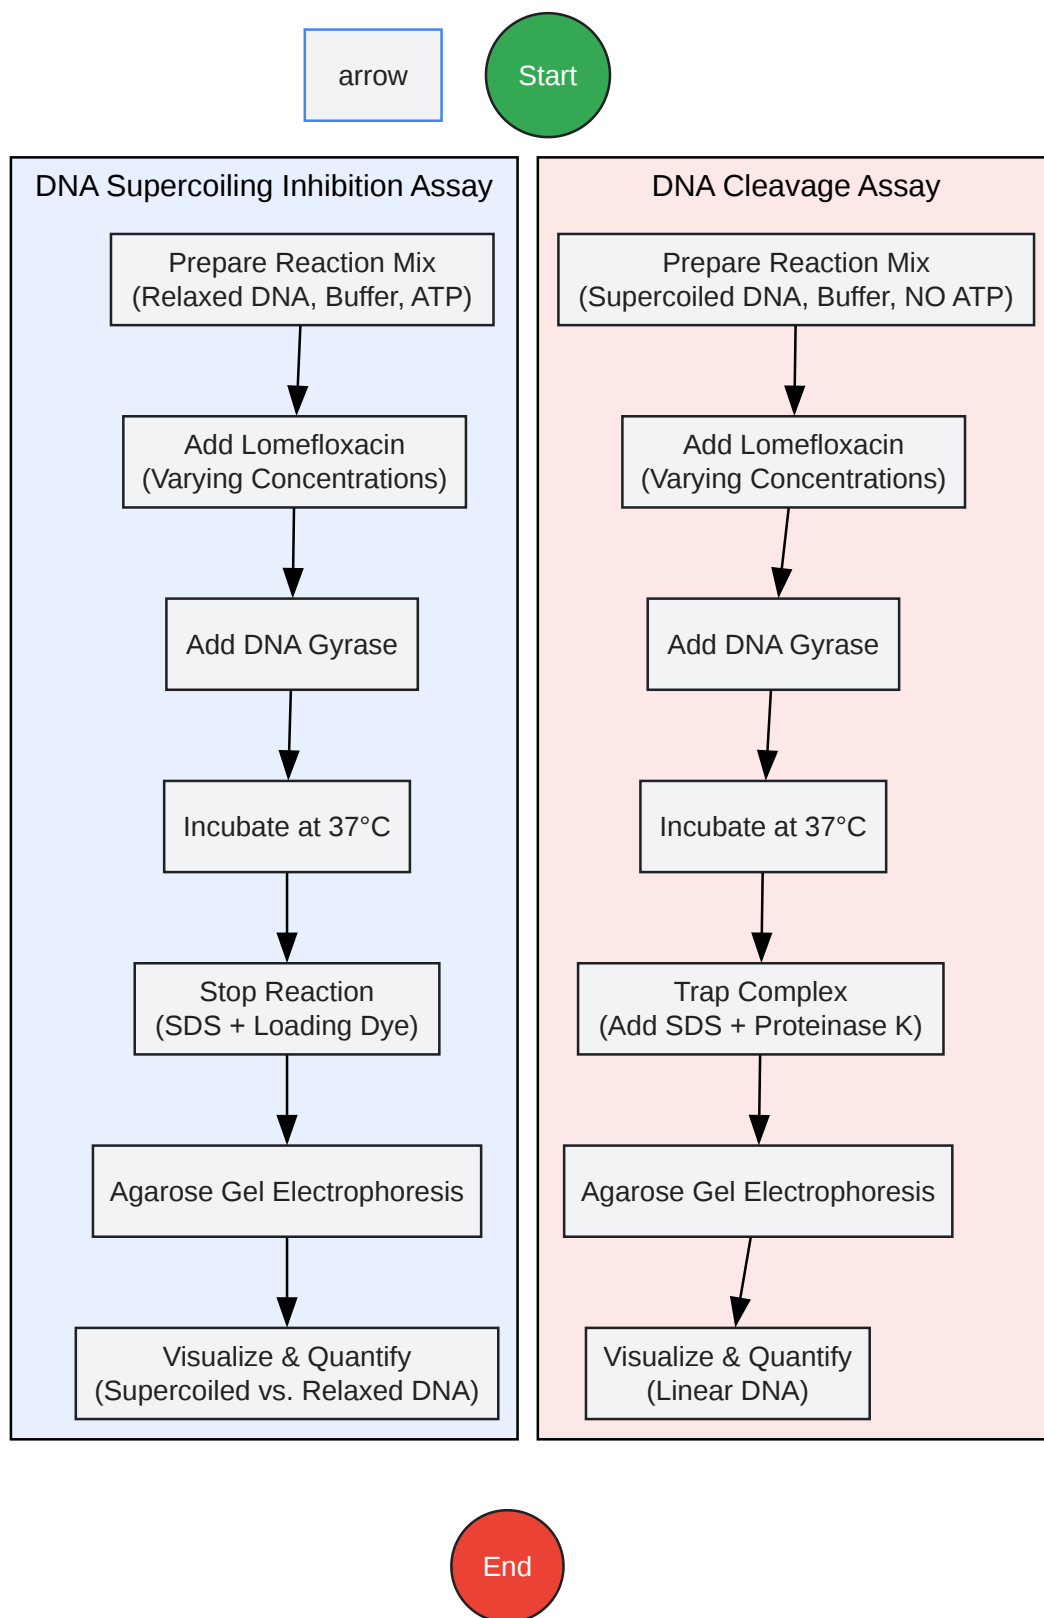 arrow
Start
DNA Supercoiling Inhibition Assay
Prepare Reaction Mix
(Relaxed DNA, Buffer, ATP)
Add Lomefloxacin
(Varying Concentrations)
Add DNA Gyrase
Incubate at 37°C
Stop Reaction
(SDS + Loading Dye)
Agarose Gel Electrophoresis
Visualize & Quantify
(Supercoiled vs. Relaxed DNA)
DNA Cleavage Assay
Prepare Reaction Mix
(Supercoiled DNA, Buffer, NO ATP)
Add Lomefloxacin
(Varying Concentrations)
Add DNA Gyrase
Incubate at 37°C
Trap Complex
(Add SDS + Proteinase K)
Agarose Gel Electrophoresis
Visualize & Quantify
(Linear DNA)
End